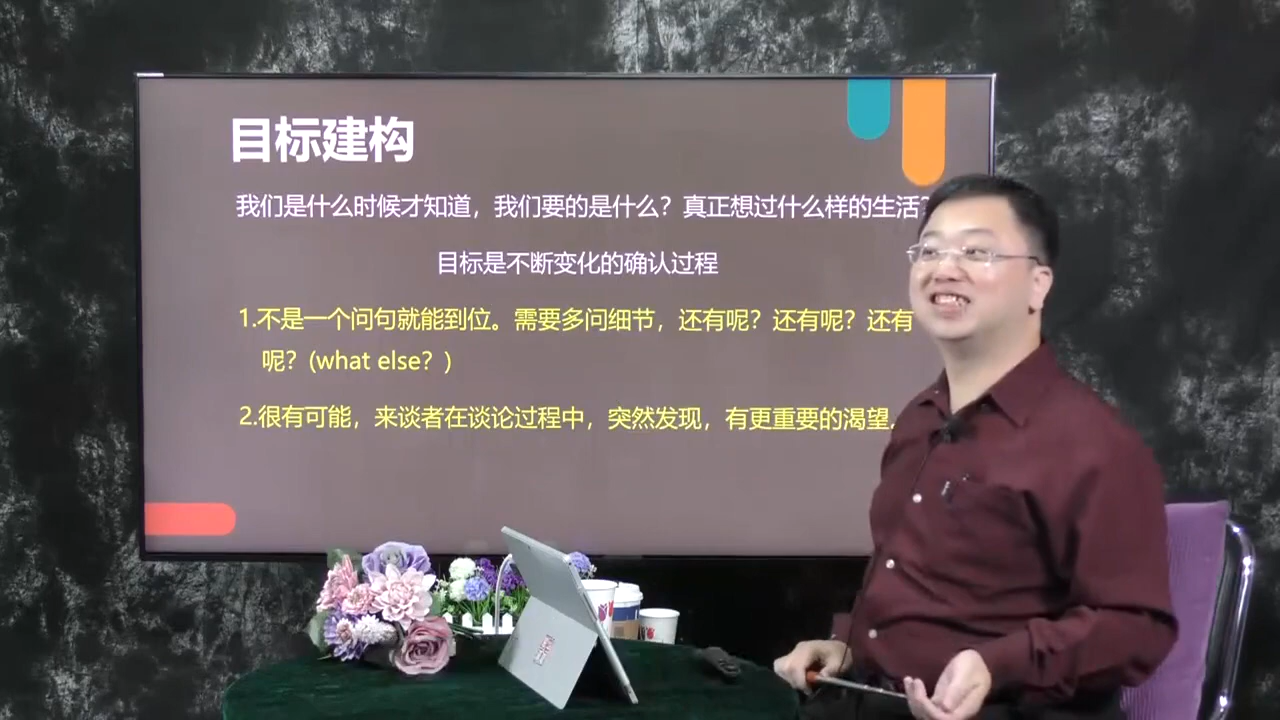 目标建构
我们是什么时候才知道，我们要的是什么？真正想过什么样的生活？
目标是不断变化的确认过程
1.不是一个问句就能到位。需要多问细节，还有呢？还有呢？还有
呢？(what else？)
2.很有可能，来谈者在谈论过程中，突然发现，有更重要的渴望.